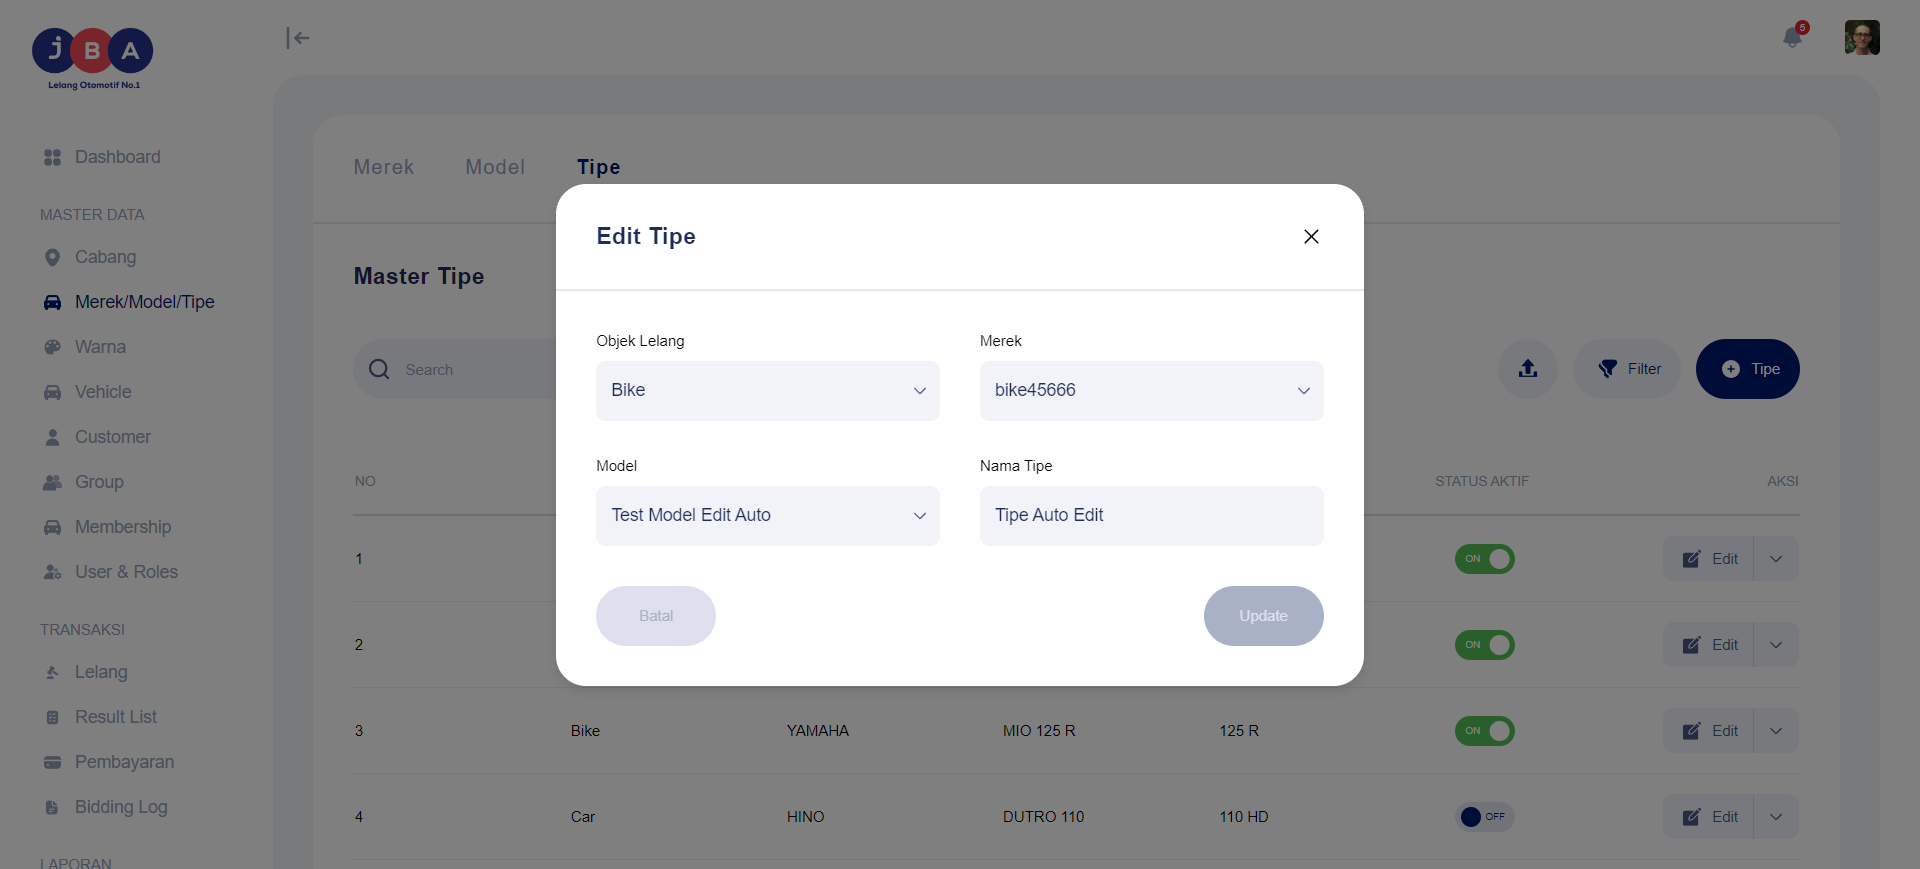 JBA
Lelang Otomotif No.1
5
Dashboard
MASTER DATA
Cabang
Merek/Model/Tipe
Warna
Vehicle
Customer
Group
Membership
User & Roles
TRANSAKSI
Lelang
Result List
Pembayaran
Bidding Log
LAPORAN
Merek Model Tipe
Master Tipe
Search
Filter
Tipe
NO STATUS AKTIF AKSI
1 ON Edit
2 ON Edit
3 Bike YAMAHA MIO 125 R 125 R ON Edit
4 Car HINO DUTRO 110 110 HD OFF Edit
Edit Tipe
Objek Lelang Merek
Bike bike45666
Model Nama Tipe
Test Model Edit Auto Tipe Auto Edit
Batal Update